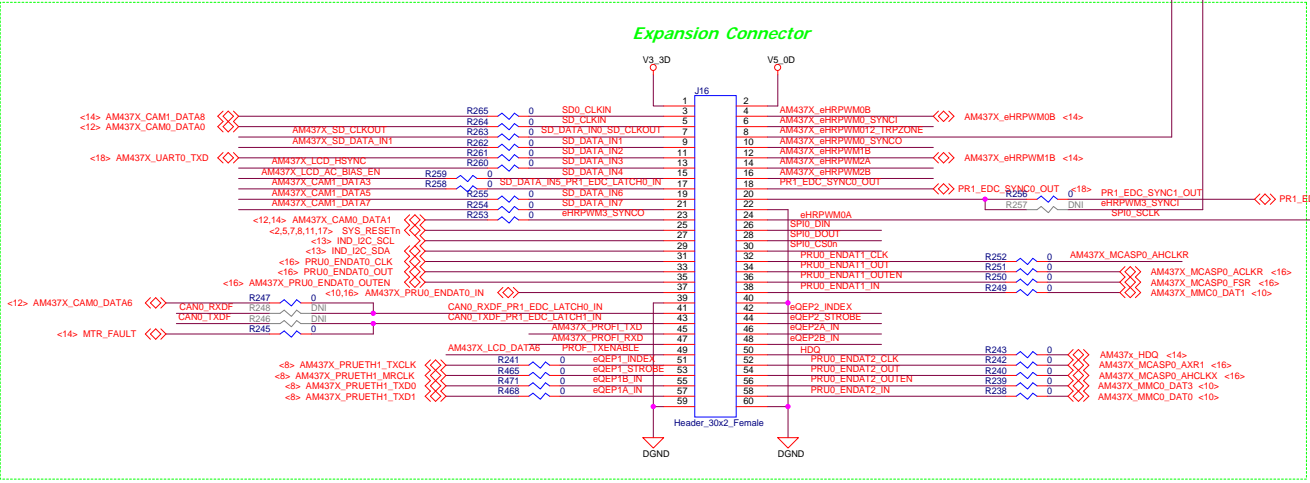 Expansion Connector
V3_3D V5_0D
J16
R265 0 SD0_CLKIN 1 2
<14> AM437X_CAM1_DATA8 3 4 AM437X_eHRPWM0B AM437X_eHRPWM0B <14>
<12> AM437X_CAM0_DATA0 R264 0 SD_CLKIN 5 6 AM437X_eHRPWM0_SYNCI
AM437X_SD_CLKOUT R263 0 SD_DATA_IN0_SD_CLKOUT 7 8 AM437X_eHRPWM012_TRPZONE
AM437X_SD_DATA_IN1 R262 0 SD_DATA_IN1 9 10 AM437X_eHRPWM0_SYNCO
<18> AM437X_UART0_TXD R261 0 SD_DATA_IN2 11 12 AM437X_eHRPWM1B AM437X_eHRPWM1B <14>
AM437X_LCD_HSYNC R260 0 SD_DATA_IN3 13 14 AM437X_eHRPWM2A
AM437X_LCD_AC_BIAS_EN R259 0 SD_DATA_IN4 15 16 AM437X_eHRPWM2B
AM437X_CAM1_DATA3 R258 0 SD_DATA_IN5_PR1_EDC_LATCH0_IN 17 18 PR1_EDC_SYNC0_OUT PR1_EDC_SYNC0_OUT <18>
AM437X_CAM1_DATA5 R255 0 SD_DATA_IN6 19 20 R256 0 PR1_EDC_SYNC1_OUT
AM437X_CAM1_DATA7 R254 0 SD_DATA_IN7 21 22 R257 DNI eHRPWM3_SYNCI
<12,14> AM437X_CAM0_DATA1 R253 0 eHRPWM3_SYNCO 23 24 eHRPWM0A SPI0_SCLK
<2,5,7,8,11,17> SYS_RESETn 25 26 SPI0_DIN
<13> IND_I2C_SCL 27 28 SPI0_DOUT
<13> IND_I2C_SDA 29 30 SPI0_CS0n
<16> PRU0_ENDAT0_CLK 31 32 PRU0_ENDAT1_CLK R252 0 AM437X_MCASP0_AHCLKR
<16> PRU0_ENDAT0_OUT 33 34 PRU0_ENDAT1_OUT R251 0 AM437X_MCASP0_ACLKR <16>
<16> PRU0_ENDAT0_OUTEN 35 36 PRU0_ENDAT1_OUTEN R250 0 AM437X_MCASP0_FSR <16>
<10,16> AM437X_PRU0_ENDAT0_IN 37 38 PRU0_ENDAT1_IN R249 0 AM437X_MMC0_DAT1 <10>
<12> AM437X_CAM0_DATA6 R247 0 39 40
CAN0_RXDF R248 DNI CAN0_RXDF_PR1_EDC_LATCH0_IN 41 42 eQEP2_INDEX
CAN0_TXDF R246 DNI CAN0_TXDF_PR1_EDC_LATCH1_IN 43 44 eQEP2_STROBE
<14> MTR_FAULT R245 0 AM437X_PROFI_TXD 45 46 eQEP2A_IN
AM437X_PROFI_RXD 47 48 eQEP2B_IN
AM437X_LCD_DATA6 PROF_TXENABLE 49 50 HDQ R243 0 AM437x_HDQ <14>
<8> AM437X_PRUETH1_TXCLK R241 0 eQEP1_INDEX 51 52 PRU0_ENDAT2_CLK R242 0 AM437X_MCASP0_AXR1 <16>
<8> AM437X_PRUETH1_MRCLK R465 0 eQEP1_STROBE 53 54 PRU0_ENDAT2_OUT R240 0 AM437X_MCASP0_AHCLKX <16>
<8> AM437X_PRUETH1_TXD0 R471 0 eQEP1B_IN 55 56 PRU0_ENDAT2_OUTEN R239 0 AM437X_MMC0_DAT3 <10>
<8> AM437X_PRUETH1_TXD1 R468 0 eQEP1A_IN 57 58 PRU0_ENDAT2_IN R238 0 AM437X_MMC0_DAT0 <10>
59 60
Header_30x2_Female
DGND DGND